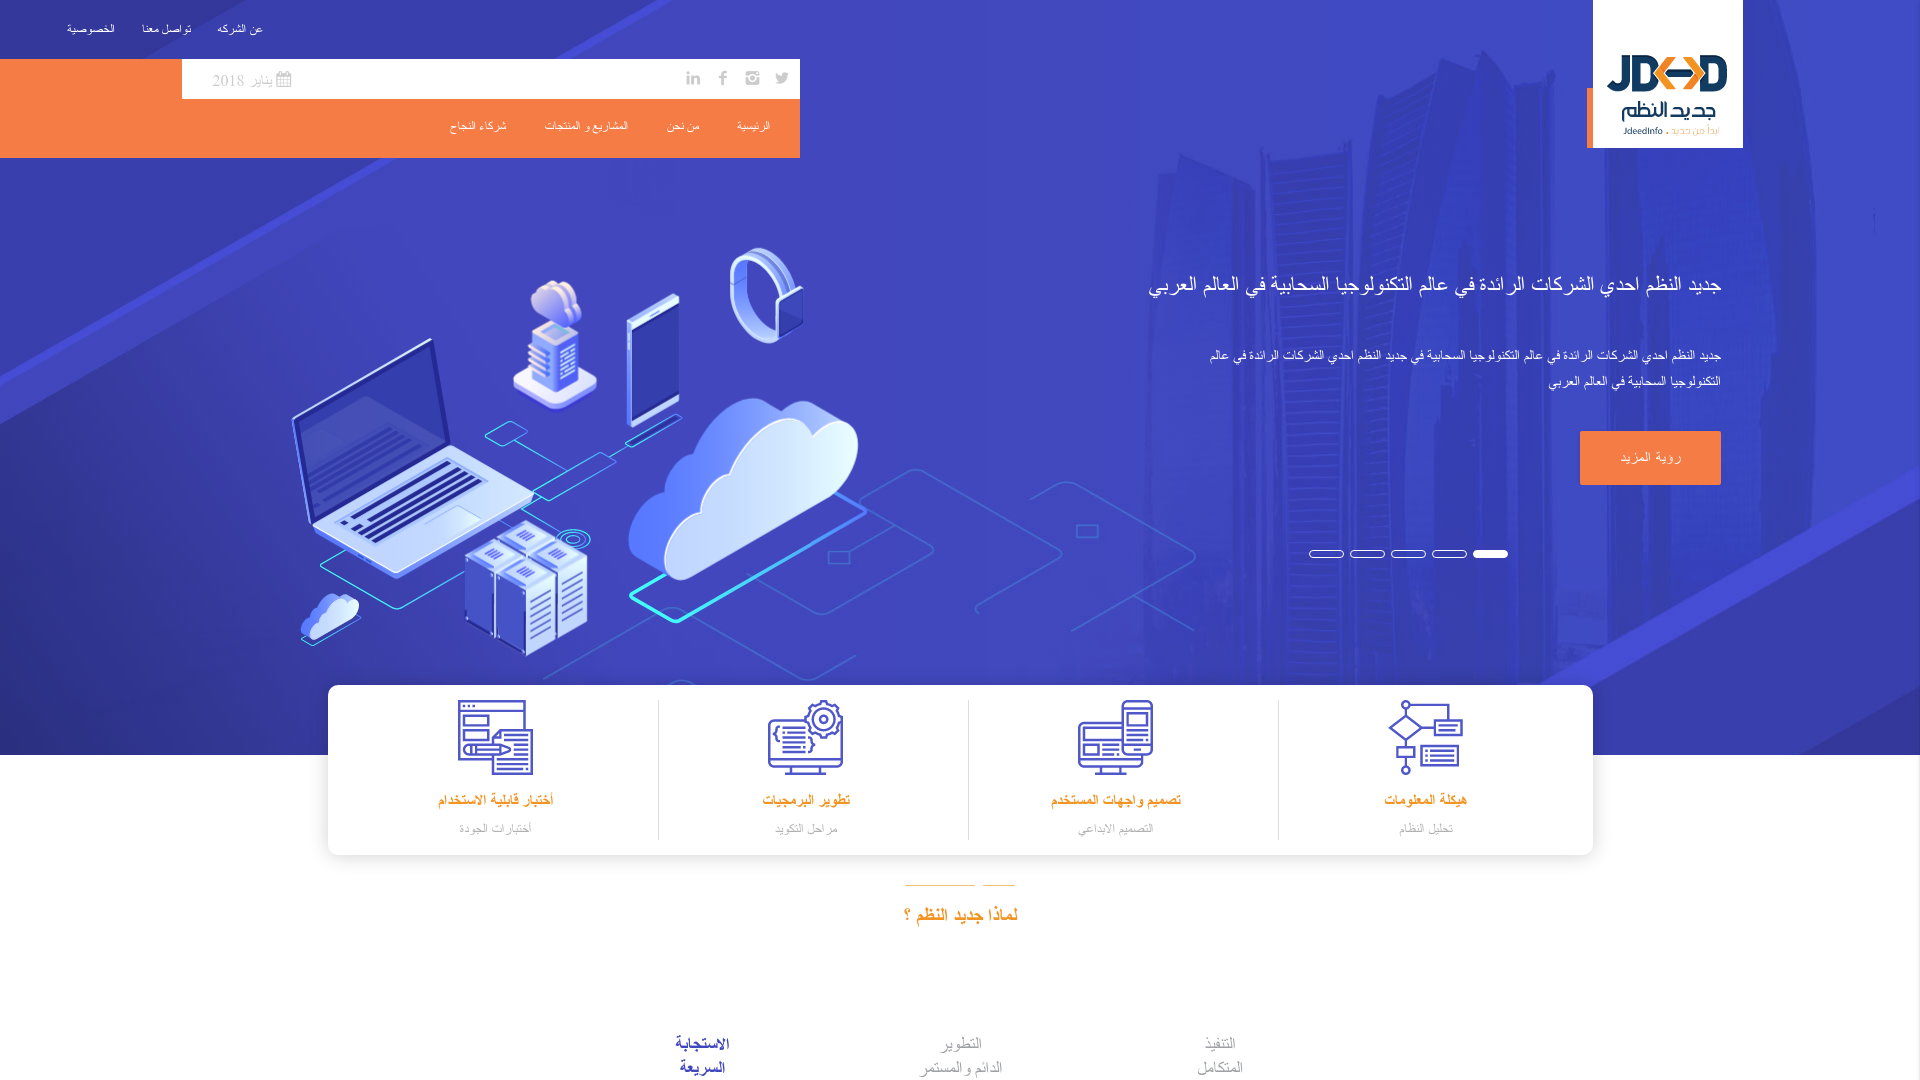 عن الشركه
تواصل معنا
الخصوصية
يناير 2018
JDEED
جديد النظم
ابدأ من جديد . JdeedInfo
الرئيسية
من نحن
المشاريع و المنتجات
شركاء النجاح
جديد النظم احدي الشركات الرائدة في عالم التكنولوجيا السحابية في العالم العربي
جديد النظم احدي الشركات الرائدة في عالم التكنولوجيا السحابية في جديد النظم احدي الشركات الرائدة في عالم
التكنولوجيا السحابية في العالم العربي
رؤية المزيد
هيكلة المعلومات
تحليل النظام
تصميم واجهات المستخدم
التصميم الابداعي
تطوير البرمجيات
مراحل التكويد
أختبار قابلية الاستخدام
أختبارات الجودة
لماذا جديد النظم ؟
التنفيذ
المتكامل
التطوير
الدائم والمستمر
الاستجابة
السريعة